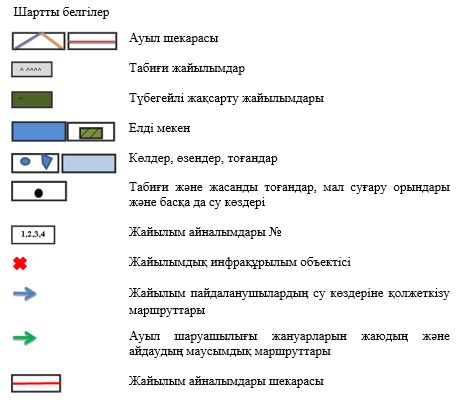 Шартты белгілер
Ауыл шекарасы
^ ^^^^ Табиғи жайылымдар
^ Түбегейлі жақсарту жайылымдары
Елді мекен
Көлдер, өзендер, тоғандар
Табиғи және жасанды тоғандар, мал суғару орындары
және басқа да су көздері
1,2,3,4 Жайылым айналымдары №
Жайылымдық инфрақұрылым объектісі
Жайылым пайдаланушылардың су көздеріне қолжеткізу
маршруттары
Ауыл шаруашылығы жануарларын жаюдың және
айдаудың маусымдық маршруттары
Жайылым айналымдары шекарасы